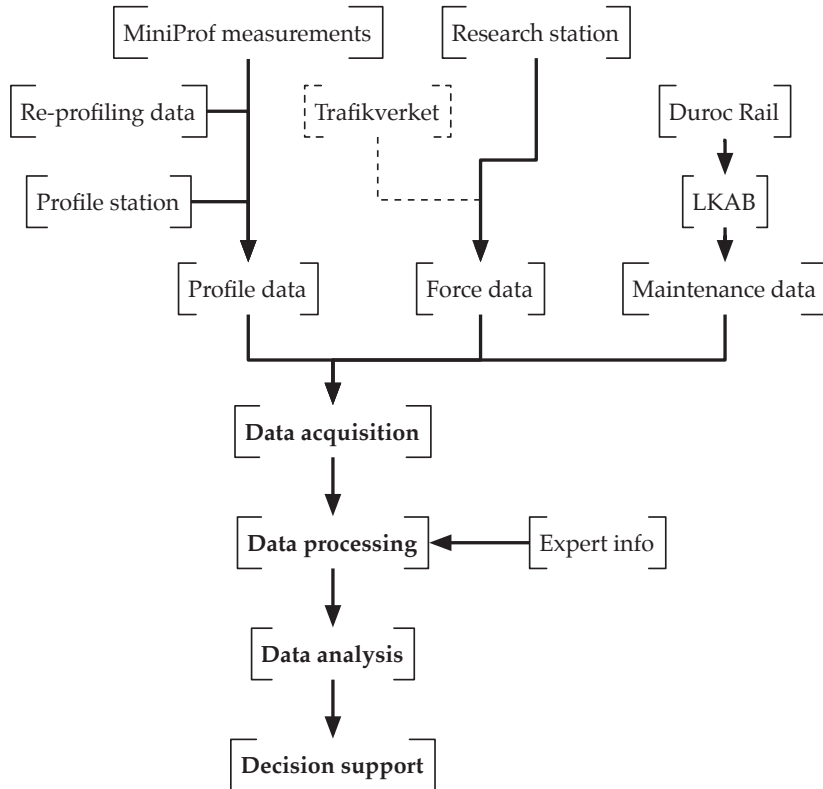 MiniProf measurements
Research station
Re-profiling data
Trafikverket
Duroc Rail
Profile station
LKAB
Profile data
Force data
Maintenance data
Data acquisition
Data processing
Expert info
Data analysis
Decision support